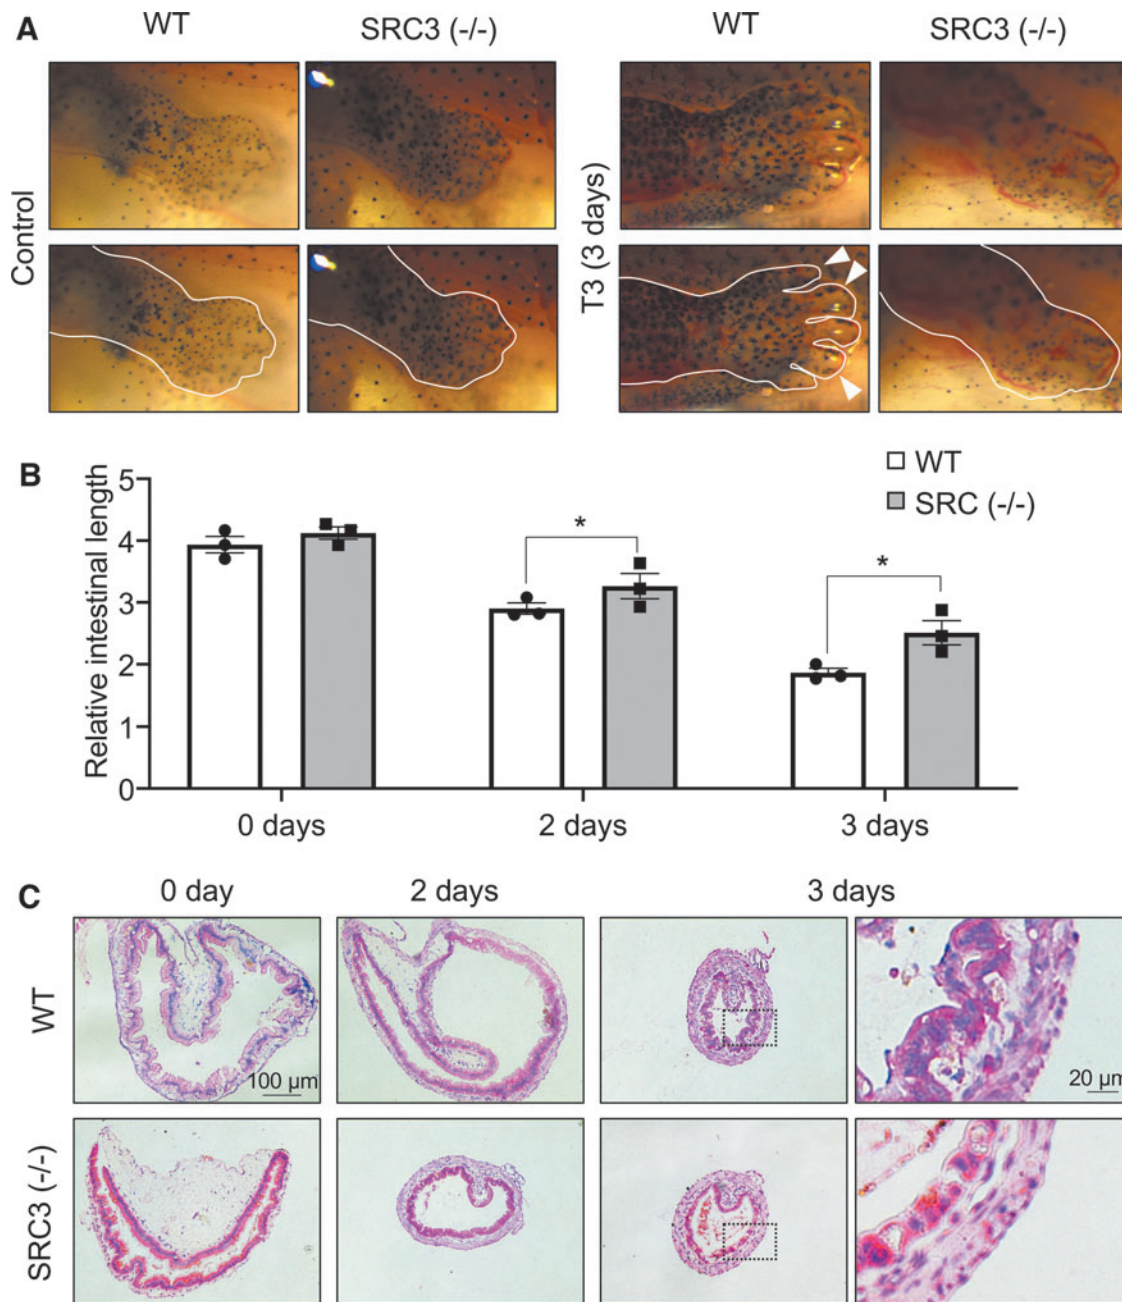 A
WT
SRC3 (-/-)
WT
SRC3 (-/-)
Control
T3 (3 days)
B
WT
SRC (-/-)
Relative intestinal length
5
4
3
2
1
0
*
*
0 days
2 days
3 days
C
0 day
2 days
3 days
WT
100 µm
20 µm
SRC3 (-/-)